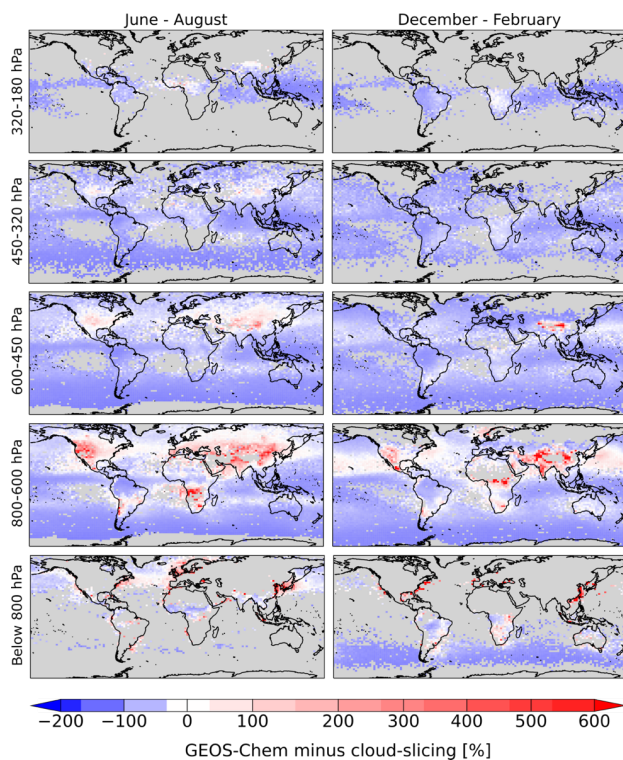 June - August
December - February
320-180 hPa
450-320 hPa
600-450 hPa
800-600 hPa
Below 800 hPa
−200 −100 0 100 200 300 400 500 600
GEOS-Chem minus cloud-slicing [%]